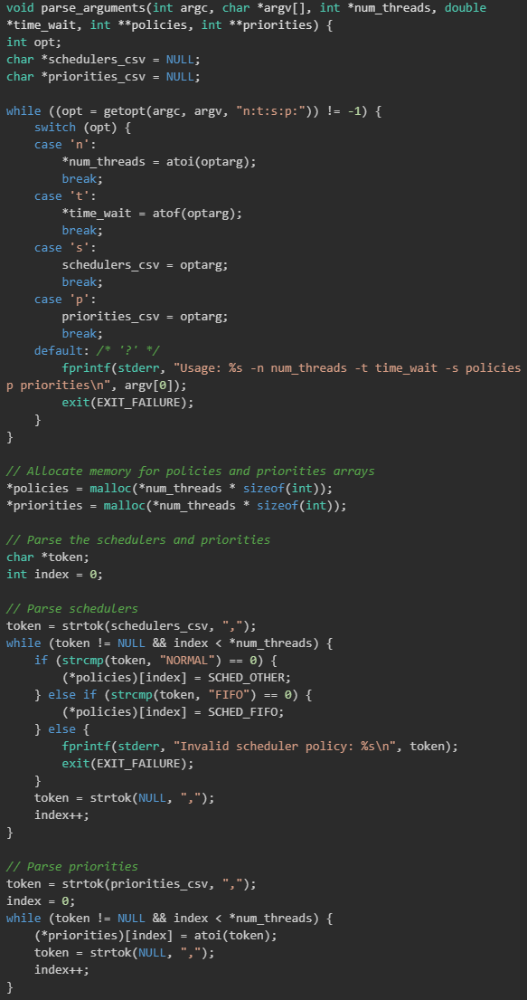 void parse_arguments(int argc, char *argv[], int *num_threads, double
*time_wait, int **policies, int **priorities) {
int opt;
char *schedulers_csv = NULL;
char *priorities_csv = NULL;

while ((opt = getopt(argc, argv, "n:t:s:p:")) != -1) {
    switch (opt) {
    case 'n':
        *num_threads = atoi(optarg);
        break;
    case 't':
        *time_wait = atof(optarg);
        break;
    case 's':
        schedulers_csv = optarg;
        break;
    case 'p':
        priorities_csv = optarg;
        break;
    default: /* '?' */
        fprintf(stderr, "Usage: %s -n num_threads -t time_wait -s policies
p priorities\n", argv[0]);
        exit(EXIT_FAILURE);
    }
}

// Allocate memory for policies and priorities arrays
*policies = malloc(*num_threads * sizeof(int));
*priorities = malloc(*num_threads * sizeof(int));

// Parse the schedulers and priorities
char *token;
int index = 0;

// Parse schedulers
token = strtok(schedulers_csv, ",");
while (token != NULL && index < *num_threads) {
    if (strcmp(token, "NORMAL") == 0) {
        (*policies)[index] = SCHED_OTHER;
    } else if (strcmp(token, "FIFO") == 0) {
        (*policies)[index] = SCHED_FIFO;
    } else {
        fprintf(stderr, "Invalid scheduler policy: %s\n", token);
        exit(EXIT_FAILURE);
    }
    token = strtok(NULL, ",");
    index++;
}

// Parse priorities
token = strtok(priorities_csv, ",");
index = 0;
while (token != NULL && index < *num_threads) {
    (*priorities)[index] = atoi(token);
    token = strtok(NULL, ",");
    index++;
}